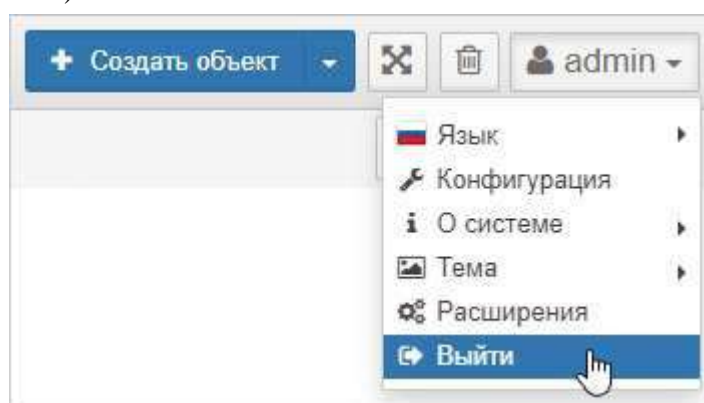 )
Создать объект
admin
Язык
Конфигурация
О системе
Тема
Расширения
Выйти